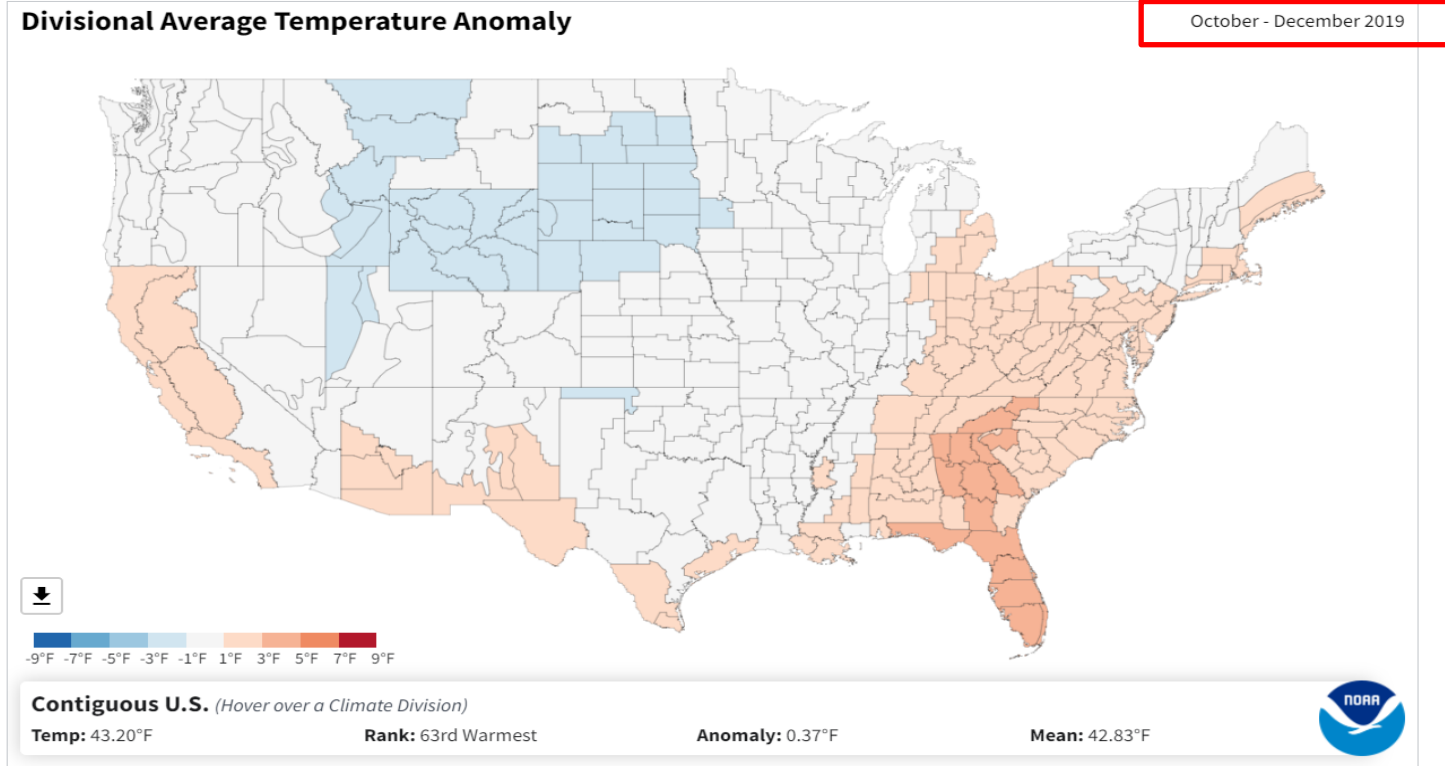 Divisional Average Temperature Anomaly
October - December 2019
-9°F -7°F -5°F -3°F -1°F 1°F 3°F 5°F 7°F 9°F
Contiguous U.S. (Hover over a Climate Division)
Temp: 43.20°F Rank: 63rd Warmest Anomaly: 0.37°F Mean: 42.83°F
NOAA